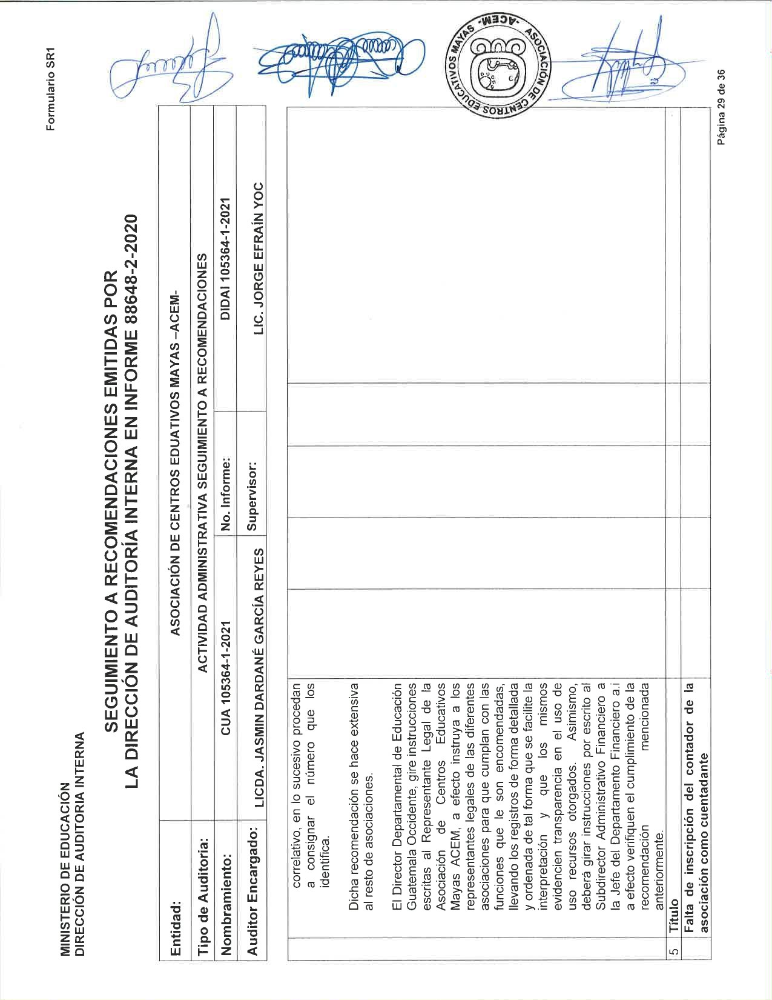 Formulario SR1
MINISTERIO DE EDUCACIÓN
DIRECCIÓN DE AUDITORIA INTERNA
SEGUIMIENTO A RECOMENDACIONES EMITIDAS POR
LA DIRECCIÓN DE AUDITORÍA INTERNA EN INFORME 88648-2-2020
Entidad: ASOCIACIÓN DE CENTROS EDUATIVOS MAYAS –ACEM-
Tipo de Auditoria: ACTIVIDAD ADMINISTRATIVA SEGUIMIENTO A RECOMENDACIONES
Nombramiento: CUA 105364-1-2021 No. Informe: DIDAI 105364-1-2021
Auditor Encargado: LICDA. JASMIN DARDANÉ GARCÍA REYES Supervisor: LIC. JORGE EFRAÍN YOC
correlativo, en lo sucesivo procedan
a consignar el número que los
identifica.
Dicha recomendación se hace extensiva
al resto de asociaciones.
El Director Departamental de Educación
Guatemala Occidente, gire instrucciones
escritas al Representante Legal de la
Asociación de Centros Educativos
Mayas ACEM, a efecto instruya a los
representantes legales de las diferentes
asociaciones para que cumplan con las
funciones que le son encomendadas,
llevando los registros de forma detallada
y ordenada de tal forma que se facilite la
interpretación y que los mismos
evidencien transparencia en el uso de
uso recursos otorgados. Asimismo,
deberá girar instrucciones por escrito al
Subdirector Administrativo Financiero a
la Jefe del Departamento Financiero a.i
a efecto verifiquen el cumplimiento de la
recomendación mencionada
anteriormente.
5 Título
Falta de inscripción del contador de la
asociación como cuentadante
ASOCIACIÓN DE CENTROS EDUCATIVOS MAYAS -ACEM-
Página 29 de 36